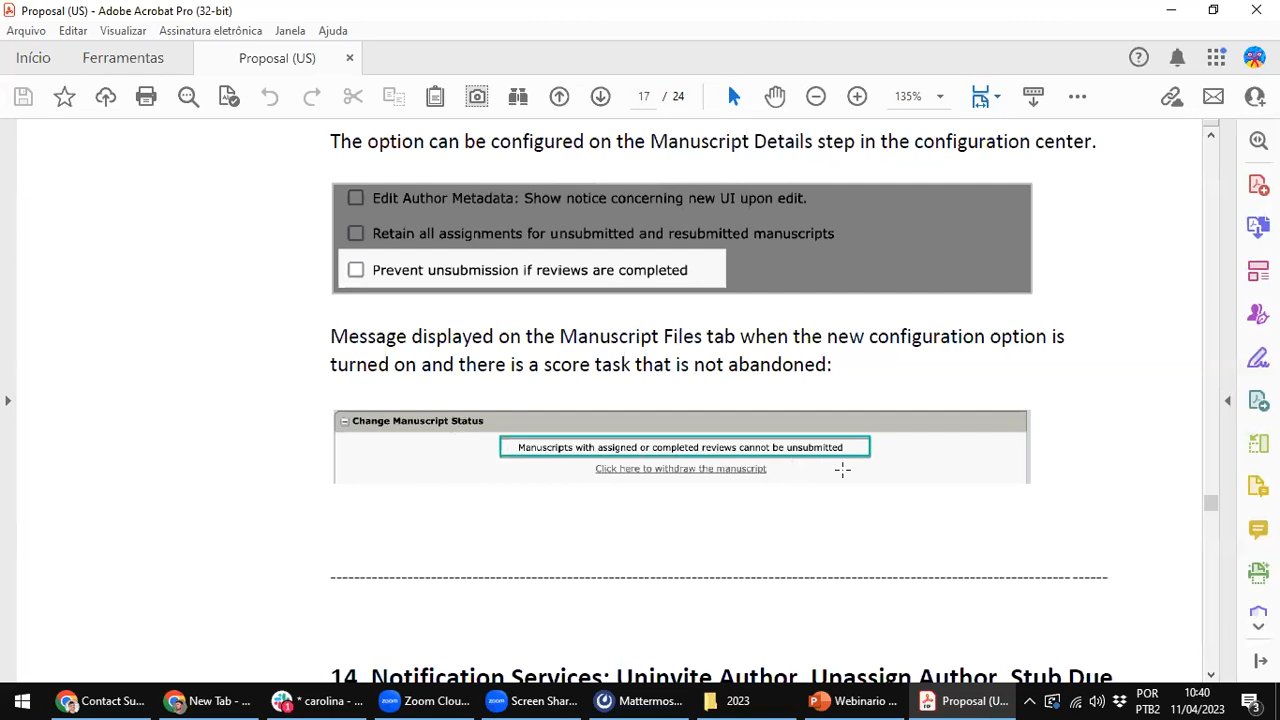 Proposal (US) - Adobe Acrobat Pro (32-bit)
Arquivo Editar Visualizar Assinatura eletrônica Janela Ajuda
Início Ferramentas Proposal (US) ×
17 / 24 135%
The option can be configured on the Manuscript Details step in the configuration center.
Edit Author Metadata: Show notice concerning new UI upon edit.
Retain all assignments for unsubmitted and resubmitted manuscripts
Prevent unsubmission if reviews are completed
Message displayed on the Manuscript Files tab when the new configuration option is
turned on and there is a score task that is not abandoned:
Change Manuscript Status
Manuscripts with assigned or completed reviews cannot be unsubmitted
Click here to withdraw the manuscript
--------------------------------------------------------------------------------------------------------------
14. Notification Services: Uninvite Author, Unassign Author, Stub Due
Contact Su... New Tab - ... * carolina - ... Zoom Clou... Screen Shar... Mattermos... 2023 Webinario ... Proposal (U... POR 10:40
PTB2 11/04/2023 3